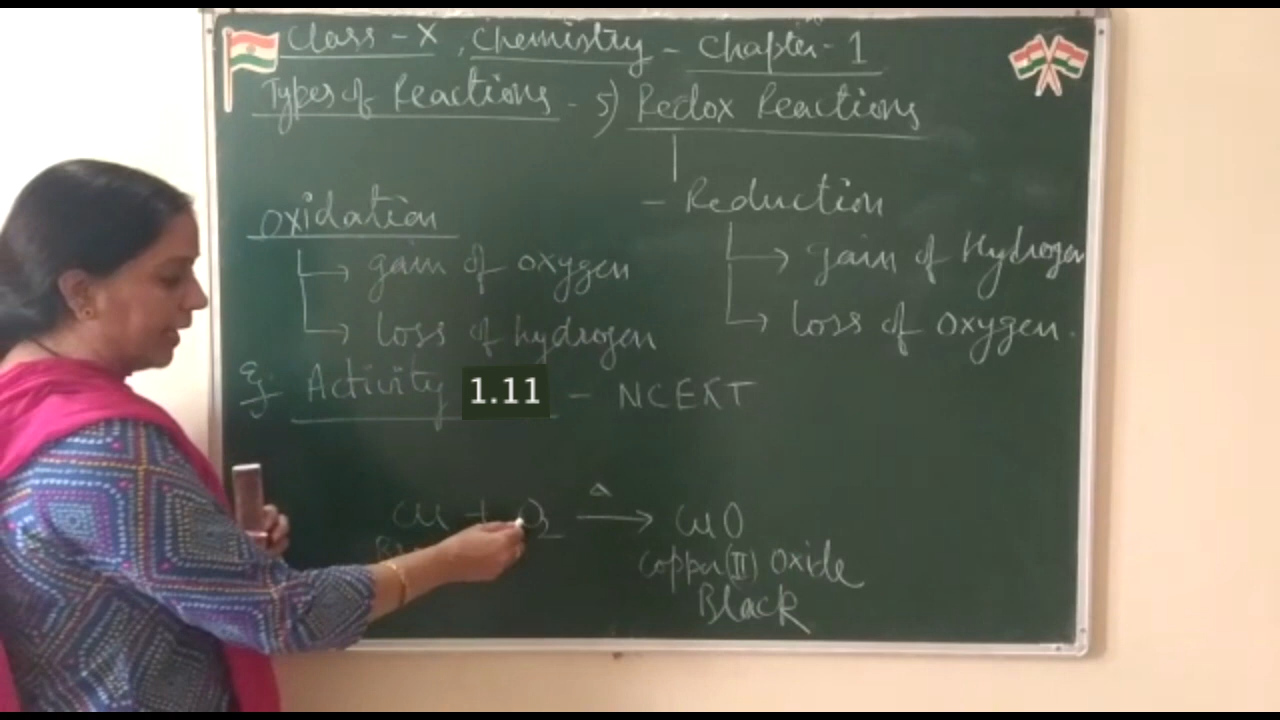 Class - X, Chemistry - Chapter - 1
Types of Reactions - 5) Redox Reactions
Oxidation
- Reduction
→ gain of oxygen
→ gain of Hydrogen
→ loss of hydrogen
→ loss of oxygen.
Eg: Activity 1.11 - NCERT
Cu + O₂ →Δ CuO
Copper(II) Oxide
Black